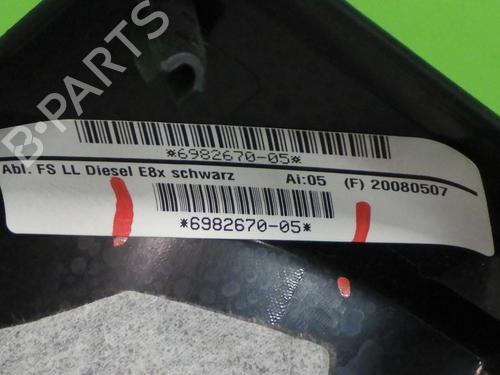 B-PARTS
*6982670-05*
Abl. FS LL Diesel E8x schwarz Ai:05 (F) 20080507
*6982670-05*